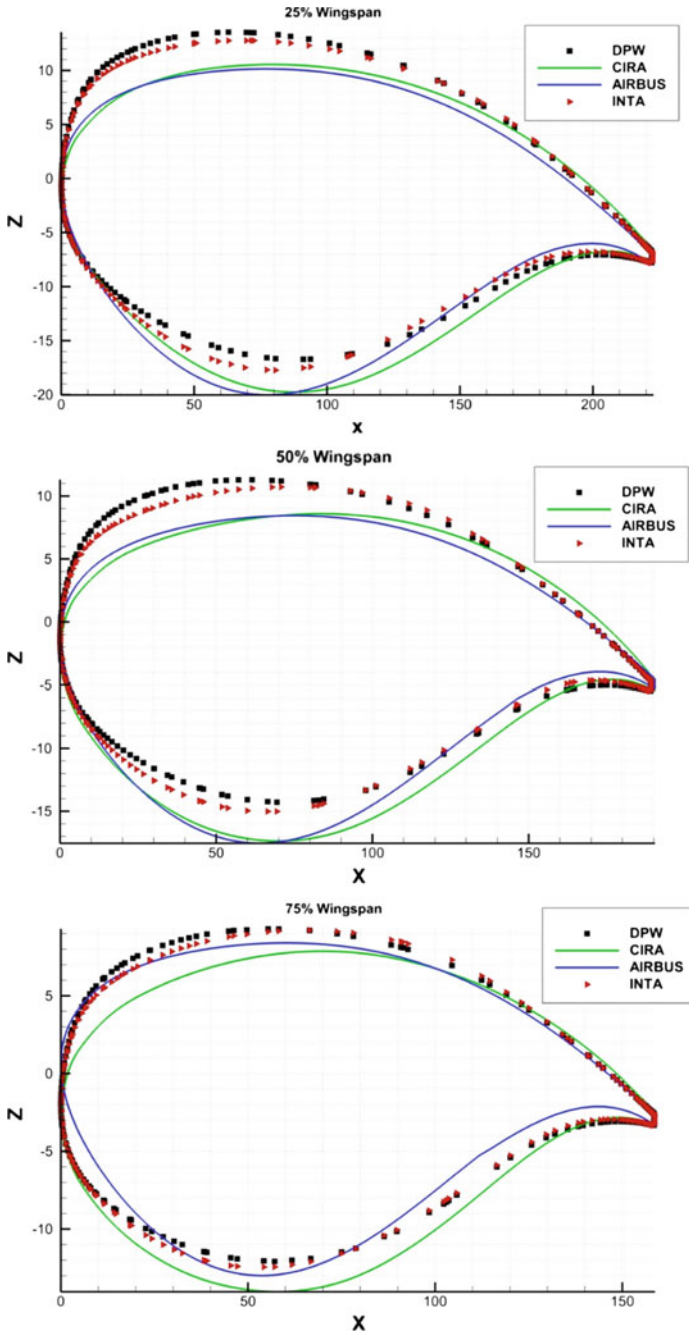 25% Wingspan
DPW
CIRA
AIRBUS
INTA
Z
10
5
0
-5
-10
-15
-20
0
50
100
150
200
x
50% Wingspan
DPW
CIRA
AIRBUS
INTA
Z
10
5
0
-5
-10
-15
0
50
100
150
X
75% Wingspan
DPW
CIRA
AIRBUS
INTA
Z
5
0
-5
-10
0
50
100
150
X